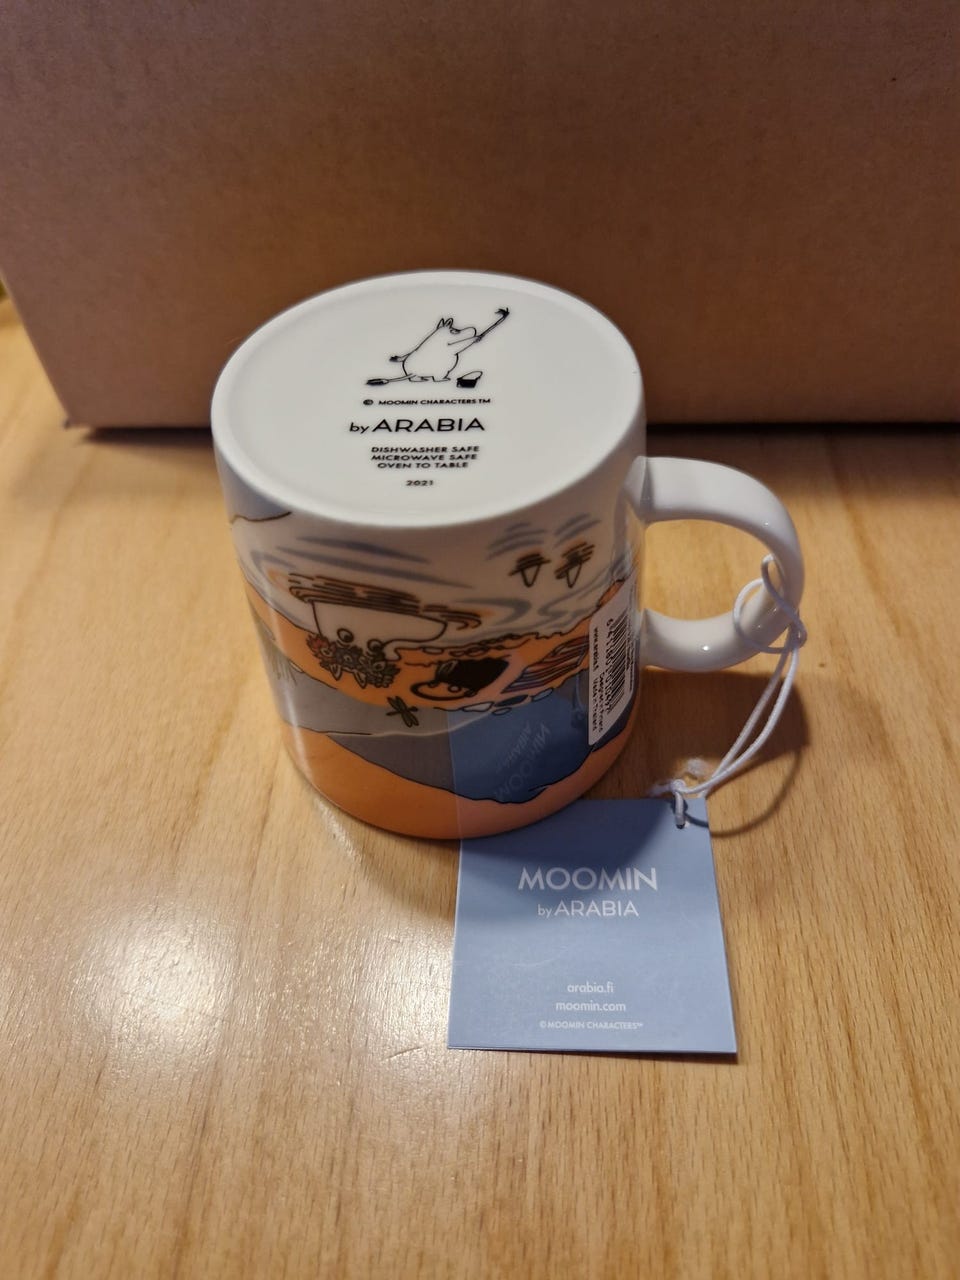 © MOOMIN CHARACTERS TM
by ARABIA
DISHWASHER SAFE
MICROWAVE SAFE
OVEN TO TABLE
2021
MOOMIN
by ARABIA
arabia.fi
moomin.com
© MOOMIN CHARACTERS™